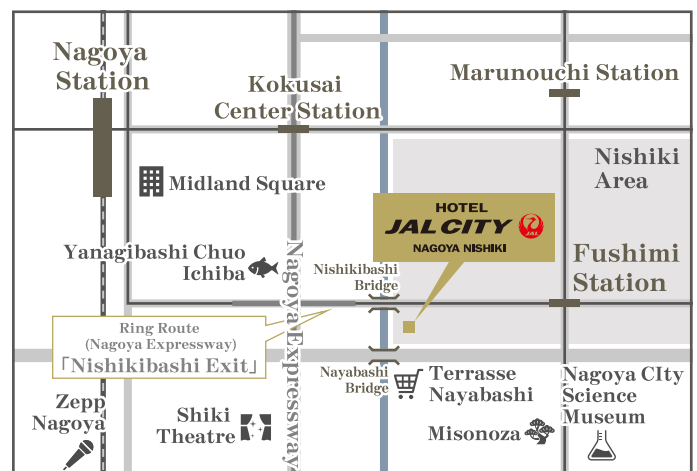 Nagoya
Station
Kokusai
Center Station
Marunouchi Station
Nishiki
Area
Midland Square
HOTEL
JAL CITY
JAL
NAGOYA NISHIKI
Yanagibashi Chuo
Ichiba
Nagoya Expressway
Nishikibashi
Bridge
Fushimi
Station
Ring Route
(Nagoya Expressway)
「Nishikibashi Exit」
Nayabashi
Bridge
Terrasse
Nayabashi
Nagoya CIty
Science
Museum
Zepp
Nagoya
Shiki
Theatre
Misonoza